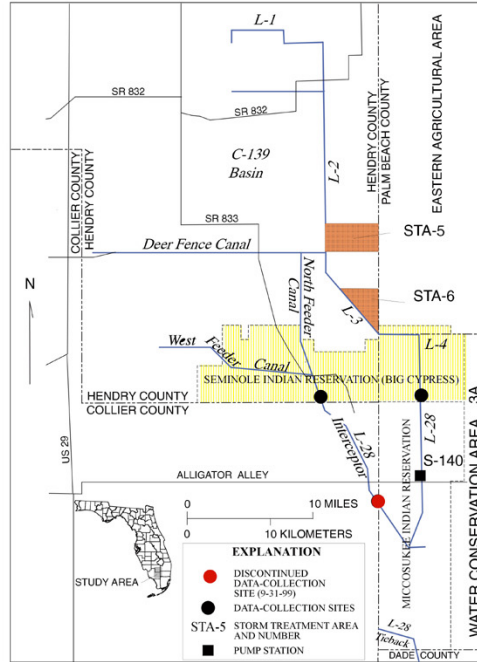 L-1
SR 832
SR 832
C-139
Basin
L-2
HENDRY COUNTY
PALM BEACH COUNTY
EASTERN AGRICULTURAL AREA
COLLIER COUNTY
HENDRY COUNTY
SR 833
STA-5
Deer Fence Canal
N
North Feeder
Canal
STA-6
L-3
West
Feeder
Canal
L-4
SEMINOLE INDIAN RESERVATION (BIG CYPRESS)
HENDRY COUNTY
COLLIER COUNTY
US 29
L-28
Interceptor
L-28
MICCOSUKEE INDIAN RESERVATION
WATER CONSERVATION AREA 3A
S-140
ALLIGATOR ALLEY
0 10 MILES
0 10 KILOMETERS
STUDY AREA
EXPLANATION
DISCONTINUED
DATA-COLLECTION
SITE (9-31-99)
DATA-COLLECTION SITES
STA-5 STORM TREATMENT AREA
AND NUMBER
PUMP STATION
L-28
Tieback
DADE COUNTY